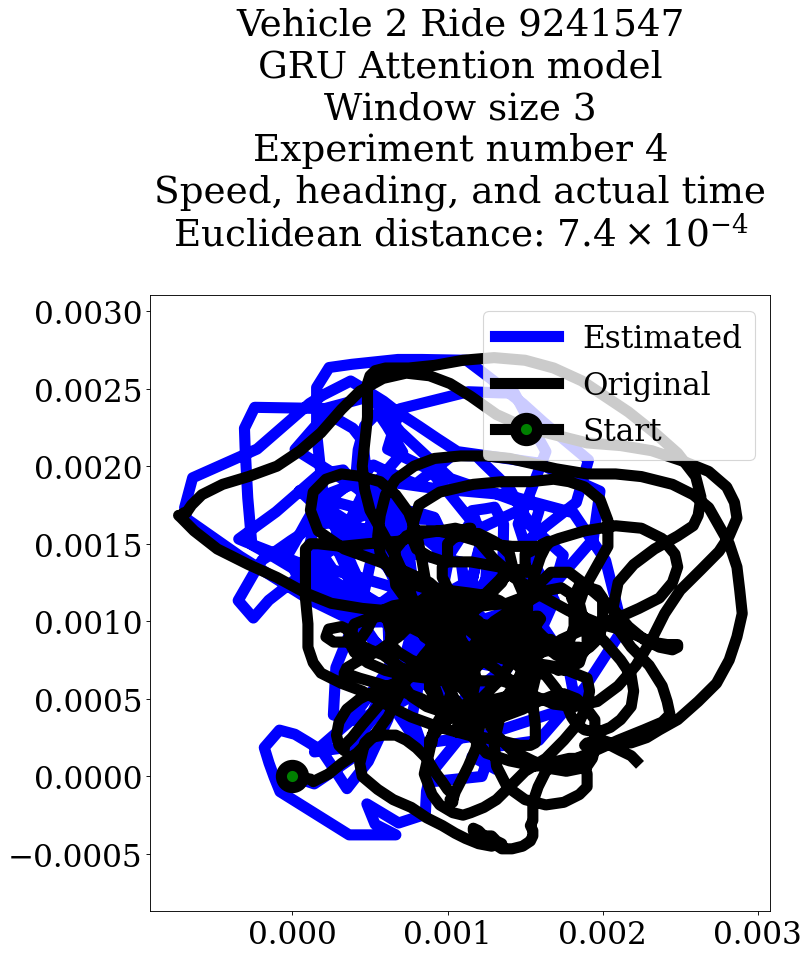 Vehicle 2 Ride 9241547
GRU Attention model
Window size 3
Experiment number 4
Speed, heading, and actual time
Euclidean distance: 7.4 × 10⁻⁴
Estimated
Original
Start
0.0030
0.0025
0.0020
0.0015
0.0010
0.0005
0.0000
−0.0005
0.000 0.001 0.002 0.003